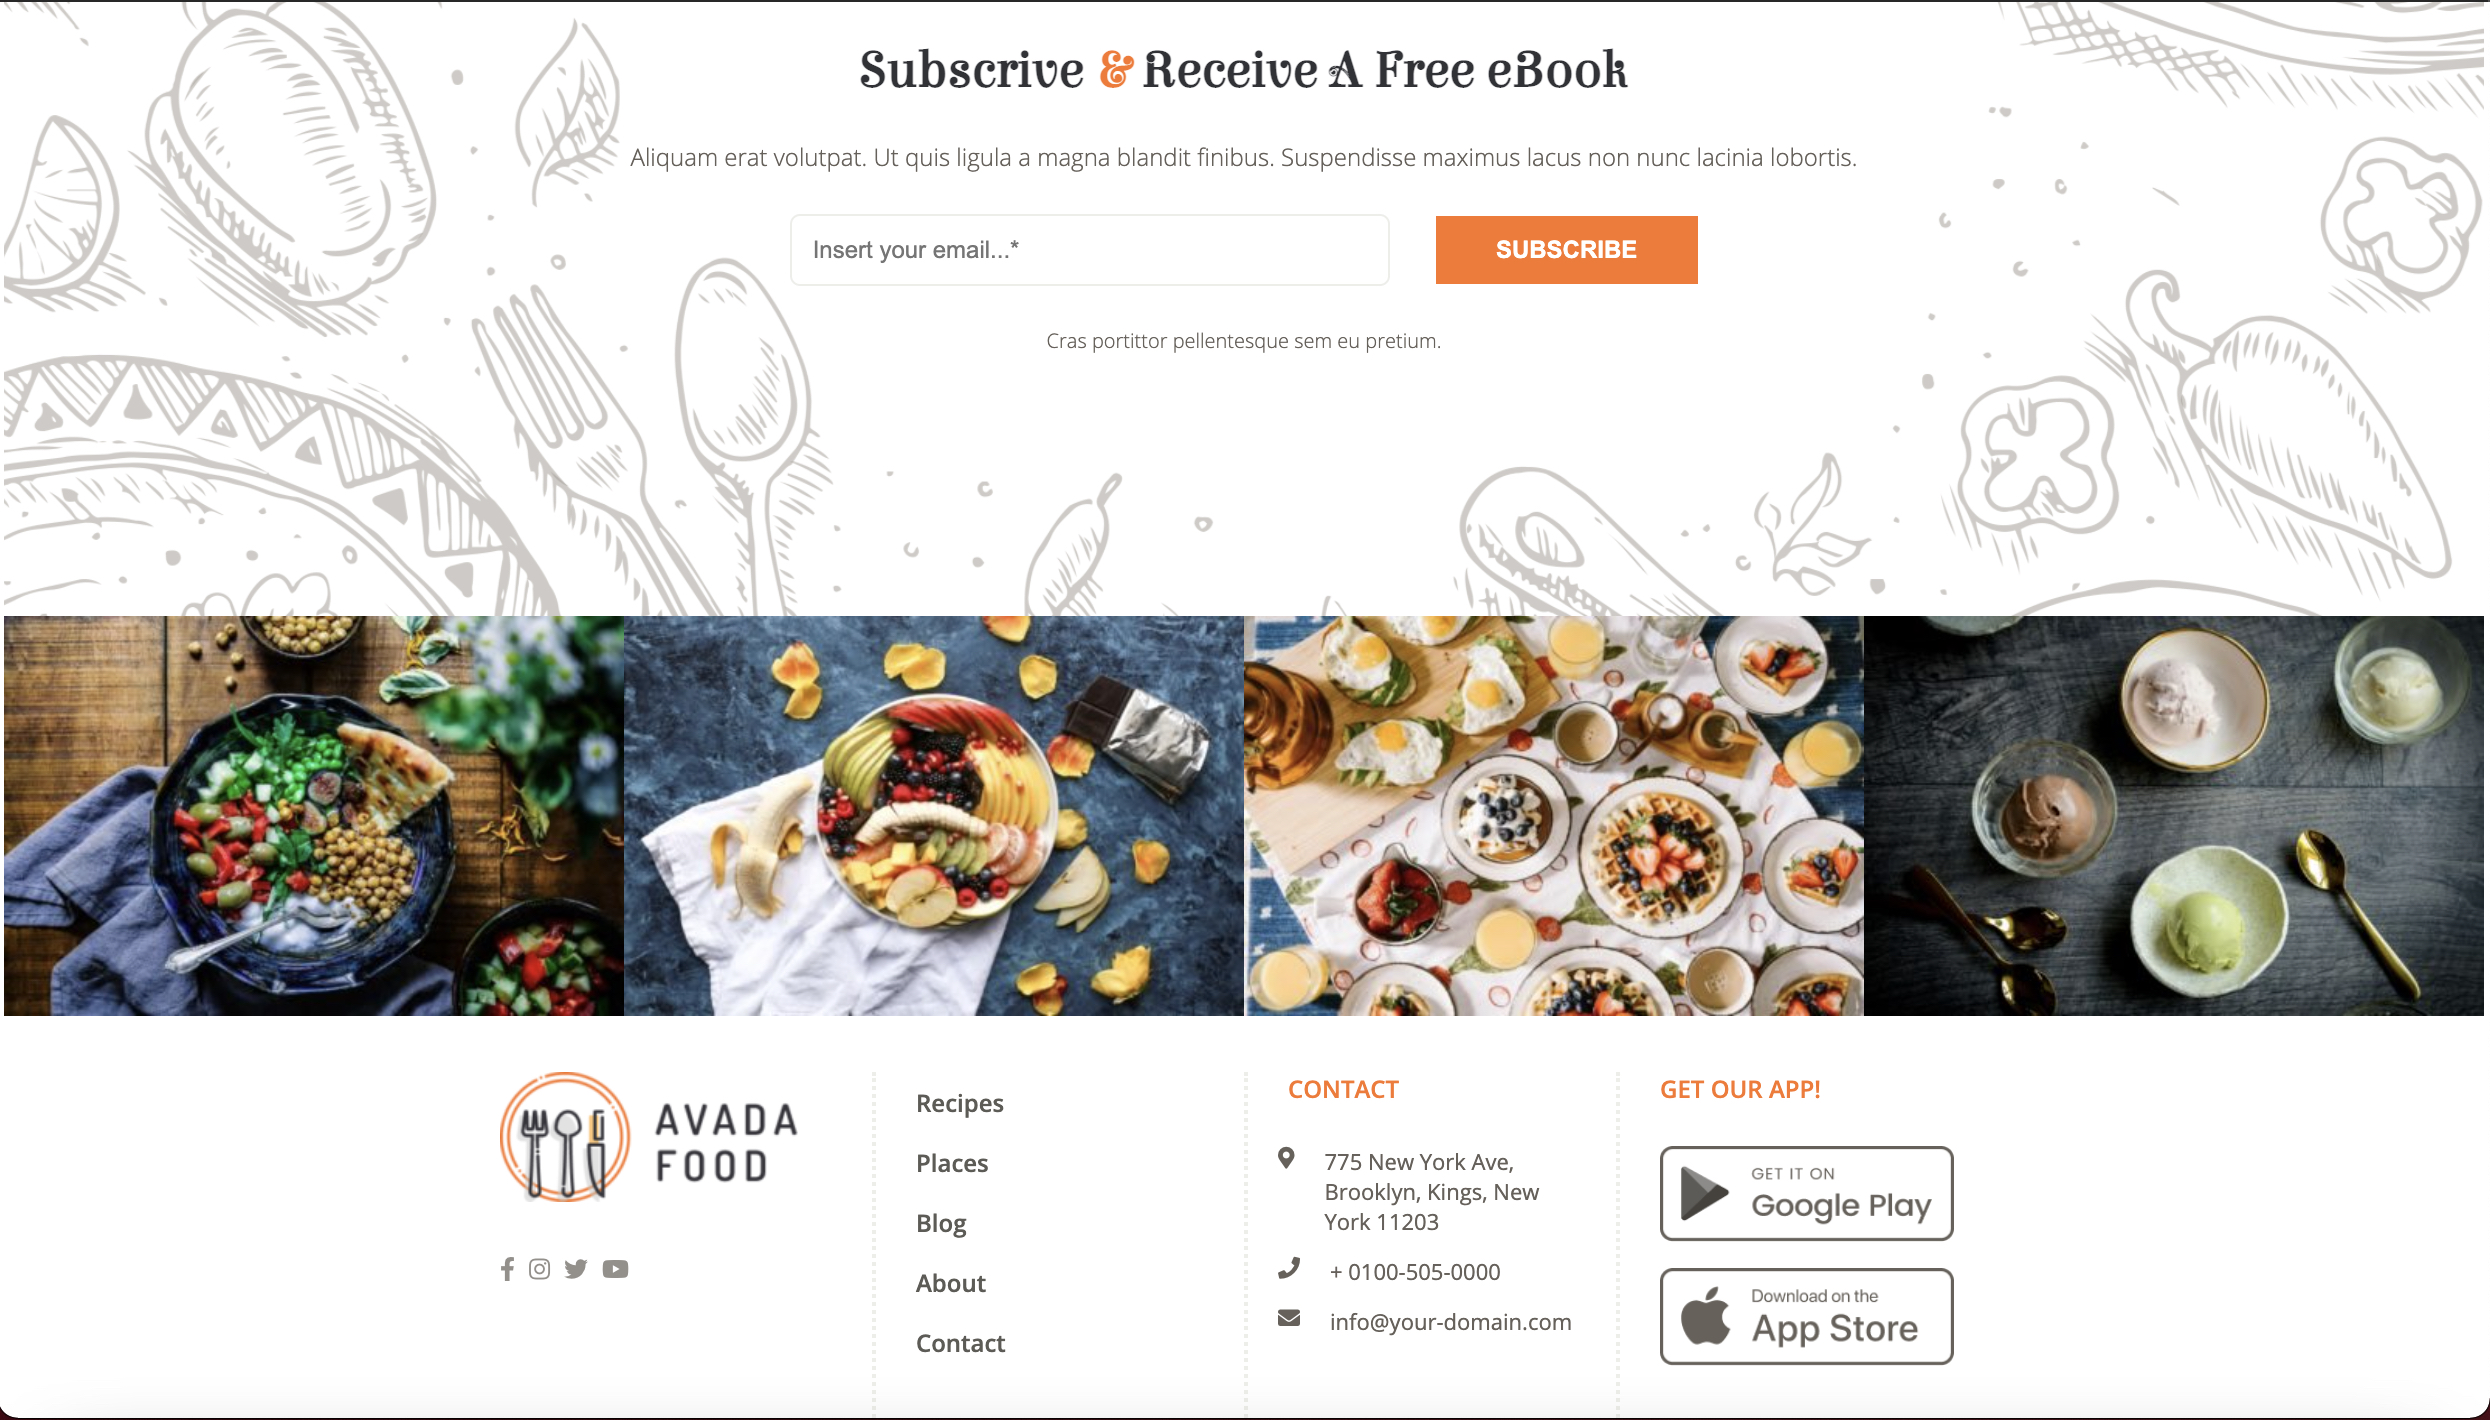 Subscrive & Receive A Free eBook
Aliquam erat volutpat. Ut quis ligula a magna blandit finibus. Suspendisse maximus lacus non nunc lacinia lobortis.
Insert your email...*
SUBSCRIBE
Cras portittor pellentesque sem eu pretium.
AVADA
FOOD
Recipes
Places
Blog
About
Contact
CONTACT
775 New York Ave,
Brooklyn, Kings, New
York 11203
+ 0100-505-0000
info@your-domain.com
GET OUR APP!
GET IT ON
Google Play
Download on the
App Store